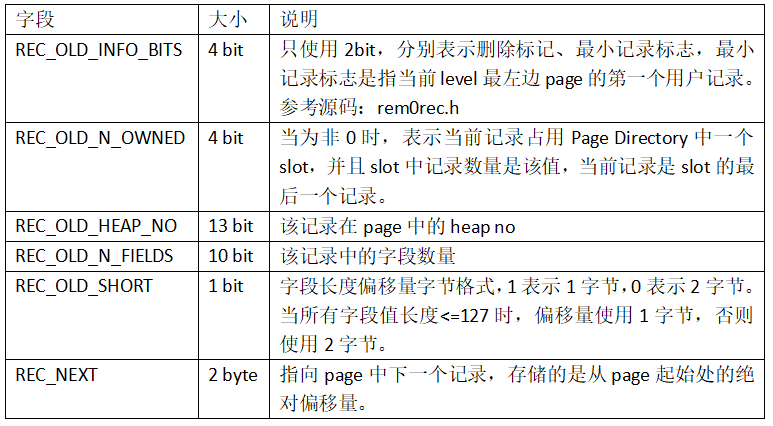 字段 大小 说明
REC_OLD_INFO_BITS 4 bit 只使用 2bit，分别表示删除标记、最小记录标志，最小
记录标志是指当前 level 最左边 page 的第一个用户记录。
参考源码：rem0rec.h
REC_OLD_N_OWNED 4 bit 当为非 0 时，表示当前记录占用 Page Directory 中一个
slot，并且 slot 中记录数量是该值，当前记录是 slot 的最
后一个记录。
REC_OLD_HEAP_NO 13 bit 该记录在 page 中的 heap no
REC_OLD_N_FIELDS 10 bit 该记录中的字段数量
REC_OLD_SHORT 1 bit 字段长度偏移量字节格式，1 表示 1 字节，0 表示 2 字节。
当所有字段值长度<=127 时，偏移量使用 1 字节，否则
使用 2 字节。
REC_NEXT 2 byte 指向 page 中下一个记录，存储的是从 page 起始处的绝
对偏移量。